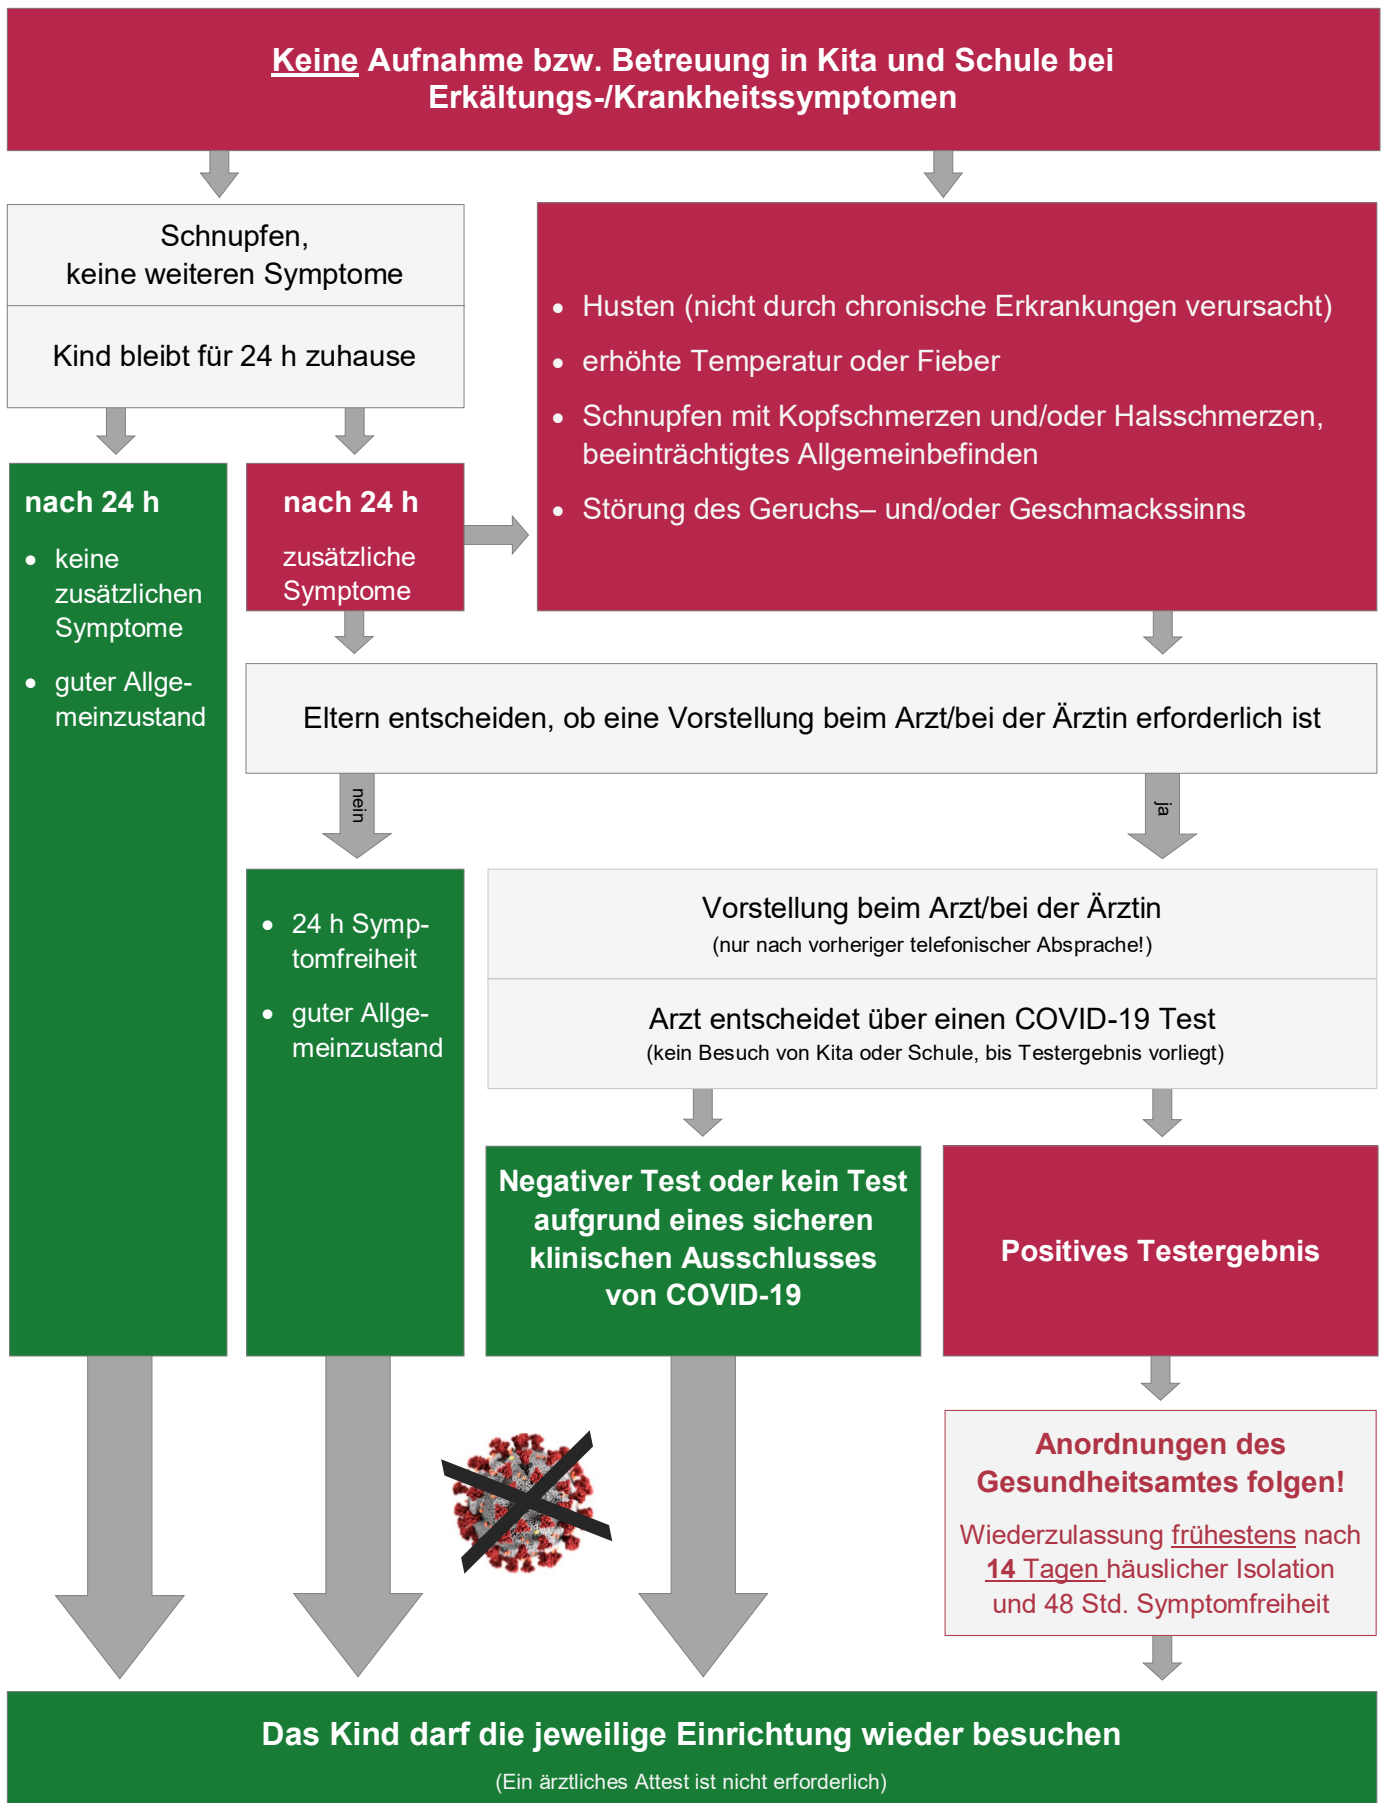 Keine Aufnahme bzw. Betreuung in Kita und Schule bei
Erkältungs-/Krankheitssymptomen
Schnupfen,
keine weiteren Symptome
Kind bleibt für 24 h zuhause
• Husten (nicht durch chronische Erkrankungen verursacht)
• erhöhte Temperatur oder Fieber
• Schnupfen mit Kopfschmerzen und/oder Halsschmerzen,
beeinträchtigtes Allgemeinbefinden
• Störung des Geruchs– und/oder Geschmackssinns
nach 24 h
• keine
zusätzlichen
Symptome
• guter Allge-
meinzustand
nach 24 h
zusätzliche
Symptome
Eltern entscheiden, ob eine Vorstellung beim Arzt/bei der Ärztin erforderlich ist
nein
ja
• 24 h Symp-
tomfreiheit
• guter Allge-
meinzustand
Vorstellung beim Arzt/bei der Ärztin
(nur nach vorheriger telefonischer Absprache!)
Arzt entscheidet über einen COVID-19 Test
(kein Besuch von Kita oder Schule, bis Testergebnis vorliegt)
Negativer Test oder kein Test
aufgrund eines sicheren
klinischen Ausschlusses
von COVID-19
Positives Testergebnis
Anordnungen des
Gesundheitsamtes folgen!
Wiederzulassung frühestens nach
14 Tagen häuslicher Isolation
und 48 Std. Symptomfreiheit
Das Kind darf die jeweilige Einrichtung wieder besuchen
(Ein ärztliches Attest ist nicht erforderlich)